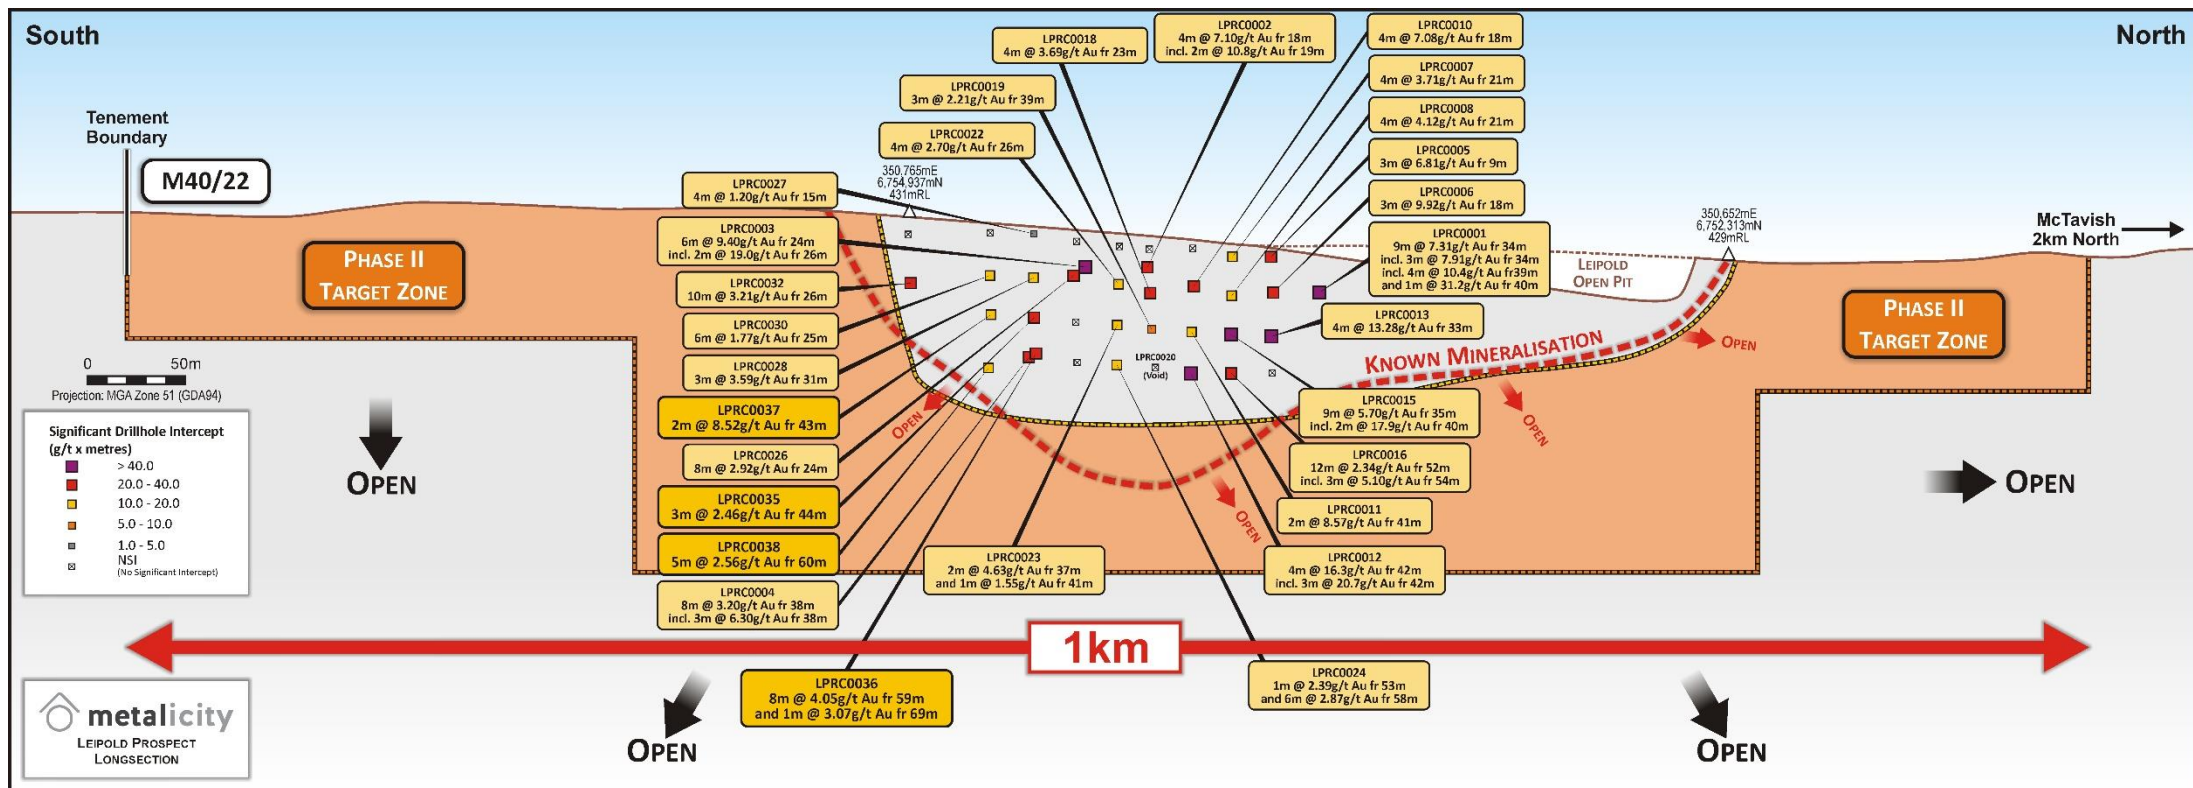 South
North
Tenement
Boundary
M40/22
350,765mE
6,754,937mN
431mRL
350,652mE
6,752,313mN
429mRL
McTavish
2km North
LPRC0018
4m @ 3.69g/t Au fr 23m
LPRC0002
4m @ 7.10g/t Au fr 18m
incl. 2m @ 10.8g/t Au fr 19m
LPRC0010
4m @ 7.08g/t Au fr 18m
LPRC0019
3m @ 2.21g/t Au fr 39m
LPRC0007
4m @ 3.71g/t Au fr 21m
LPRC0022
4m @ 2.70g/t Au fr 26m
LPRC0008
4m @ 4.12g/t Au fr 21m
LPRC0005
3m @ 6.81g/t Au fr 9m
LPRC0006
3m @ 9.92g/t Au fr 18m
LPRC0027
4m @ 1.20g/t Au fr 15m
LPRC0003
6m @ 9.40g/t Au fr 24m
incl. 2m @ 19.0g/t Au fr 26m
LPRC0001
9m @ 7.31g/t Au fr 34m
incl. 3m @ 7.91g/t Au fr 34m
incl. 4m @ 10.4g/t Au fr39m
and 1m @ 31.2g/t Au fr 40m
LPRC0032
10m @ 3.21g/t Au fr 26m
LPRC0013
4m @ 13.28g/t Au fr 33m
LPRC0030
6m @ 1.77g/t Au fr 25m
LPRC0028
3m @ 3.59g/t Au fr 31m
LPRC0037
2m @ 8.52g/t Au fr 43m
LPRC0026
8m @ 2.92g/t Au fr 24m
LPRC0035
3m @ 2.46g/t Au fr 44m
LPRC0038
5m @ 2.56g/t Au fr 60m
LPRC0004
8m @ 3.20g/t Au fr 38m
incl. 3m @ 6.30g/t Au fr 38m
LPRC0036
8m @ 4.05g/t Au fr 59m
and 1m @ 3.07g/t Au fr 69m
LPRC0023
2m @ 4.63g/t Au fr 37m
and 1m @ 1.55g/t Au fr 41m
LPRC0020
(Void)
LPRC0015
9m @ 5.70g/t Au fr 35m
incl. 2m @ 17.9g/t Au fr 40m
LPRC0016
12m @ 2.34g/t Au fr 52m
incl. 3m @ 5.10g/t Au fr 54m
LPRC0011
2m @ 8.57g/t Au fr 41m
LPRC0012
4m @ 16.3g/t Au fr 42m
incl. 3m @ 20.7g/t Au fr 42m
LPRC0024
1m @ 2.39g/t Au fr 53m
and 6m @ 2.87g/t Au fr 58m
PHASE II
TARGET ZONE
PHASE II
TARGET ZONE
LEIPOLD
OPEN PIT
KNOWN MINERALISATION
OPEN
OPEN
OPEN
OPEN
OPEN
OPEN
OPEN
OPEN
0 50m
Projection: MGA Zone 51 (GDA94)
Significant Drillhole Intercept
(g/t x metres)
> 40.0
20.0 - 40.0
10.0 - 20.0
5.0 - 10.0
1.0 - 5.0
NSI
(No Significant Intercept)
1km
metalicity
LEIPOLD PROSPECT
LONGSECTION